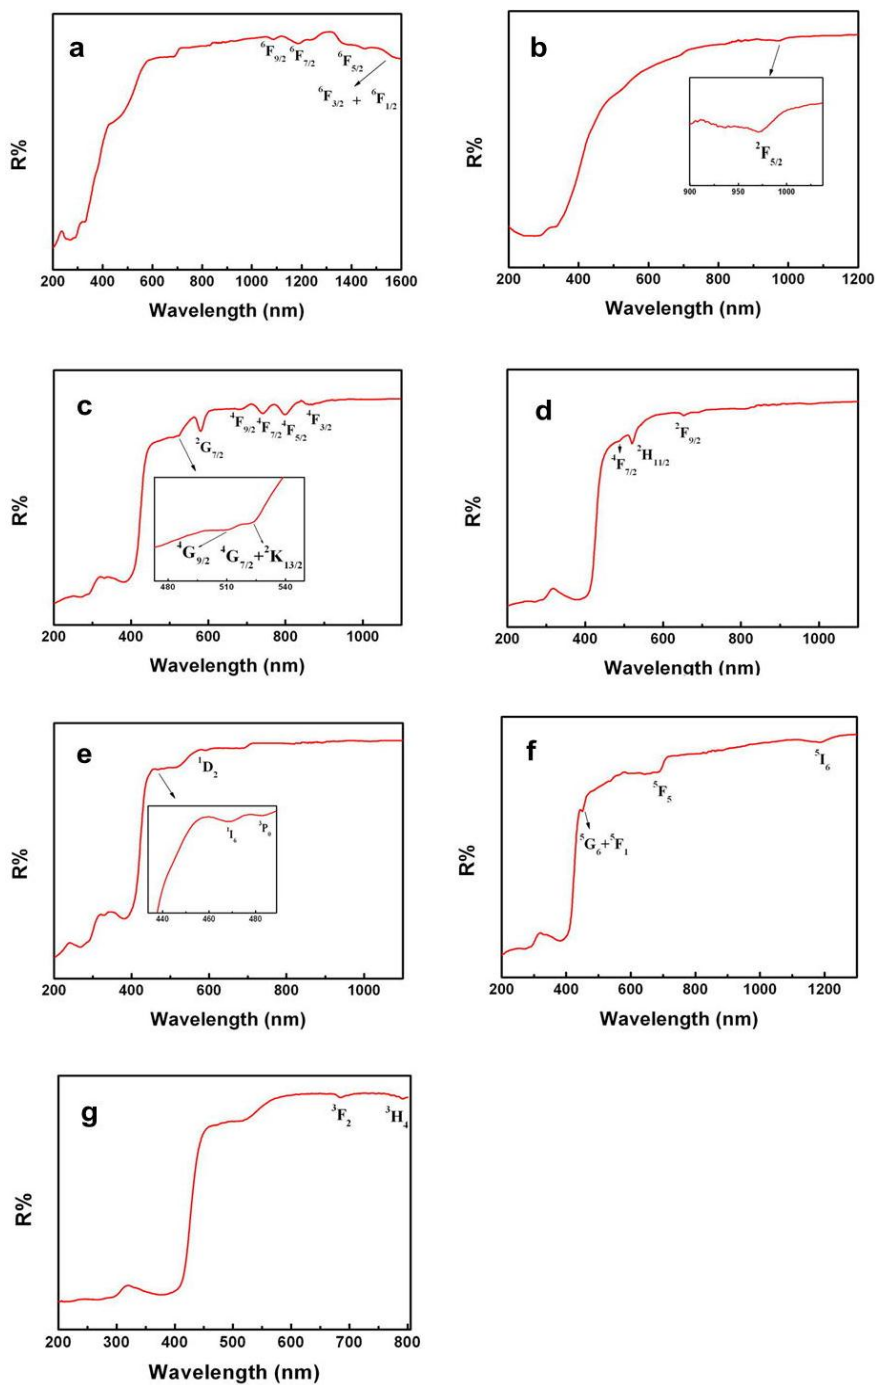 a
⁶F₉/₂ ⁶F₇/₂ ⁶F₅/₂
⁶F₃/₂ + ⁶F₁/₂
R%
200 400 600 800 1000 1200 1400 1600
Wavelength (nm)
b
²F₅/₂
900 950 1000
R%
200 400 600 800 1000 1200
Wavelength (nm)
c
⁴F₉/₂ ⁴F₇/₂ ⁴F₅/₂ ⁴F₃/₂
²G₇/₂
⁴G₉/₂ ⁴G₇/₂+²K₁₃/₂
480 510 540
R%
200 400 600 800 1000
Wavelength (nm)
d
²F₉/₂
⁴F₇/₂ ²H₁₁/₂
R%
200 400 600 800 1000
Wavelength (nm)
e
¹D₂
¹I₆ ³P₀
440 460 480
R%
200 400 600 800 1000
Wavelength (nm)
f
⁵I₆
⁵F₅
⁵G₆+⁵F₁
R%
200 400 600 800 1000 1200
Wavelength (nm)
g
³F₂ ³H₄
R%
200 300 400 500 600 700 800
Wavelength (nm)